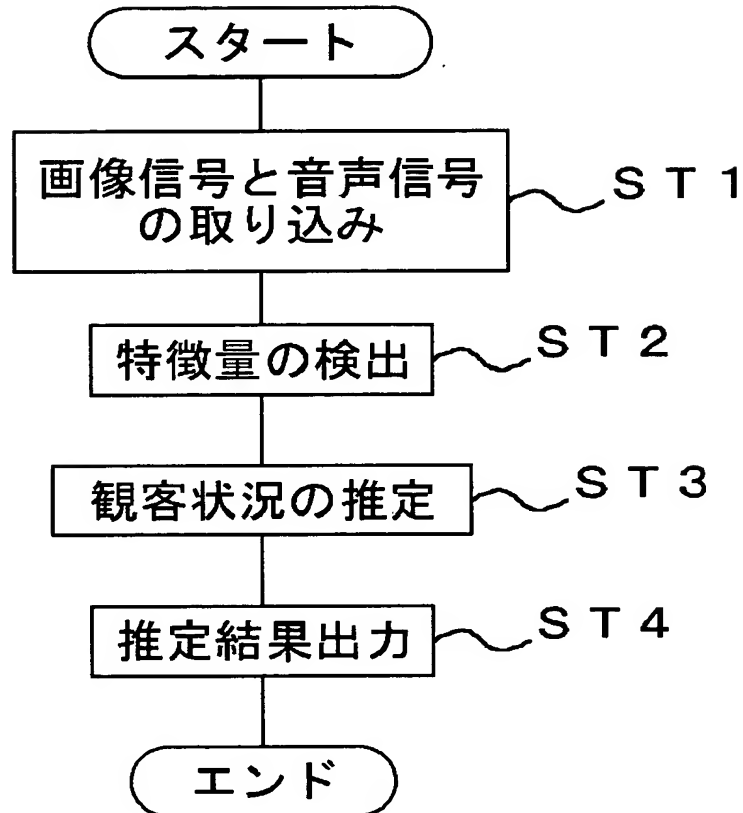 スタート
画像信号と音声信号
の取り込み
ST1
特徴量の検出
ST2
観客状況の推定
ST3
推定結果出力
ST4
エンド